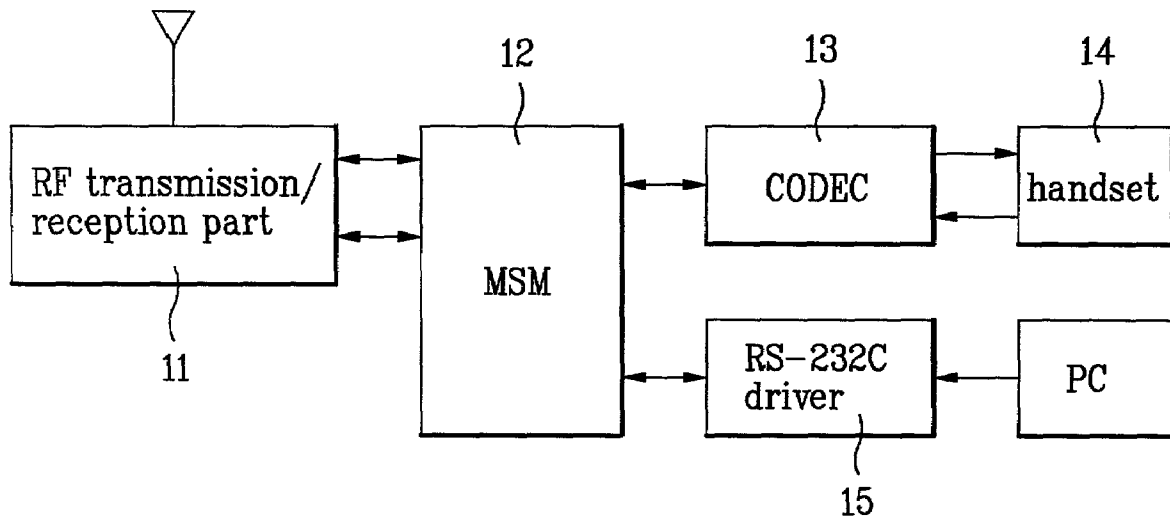 12
13
14
RF transmission/
reception part
CODEC
handset
MSM
11
RS-232C
driver
PC
15